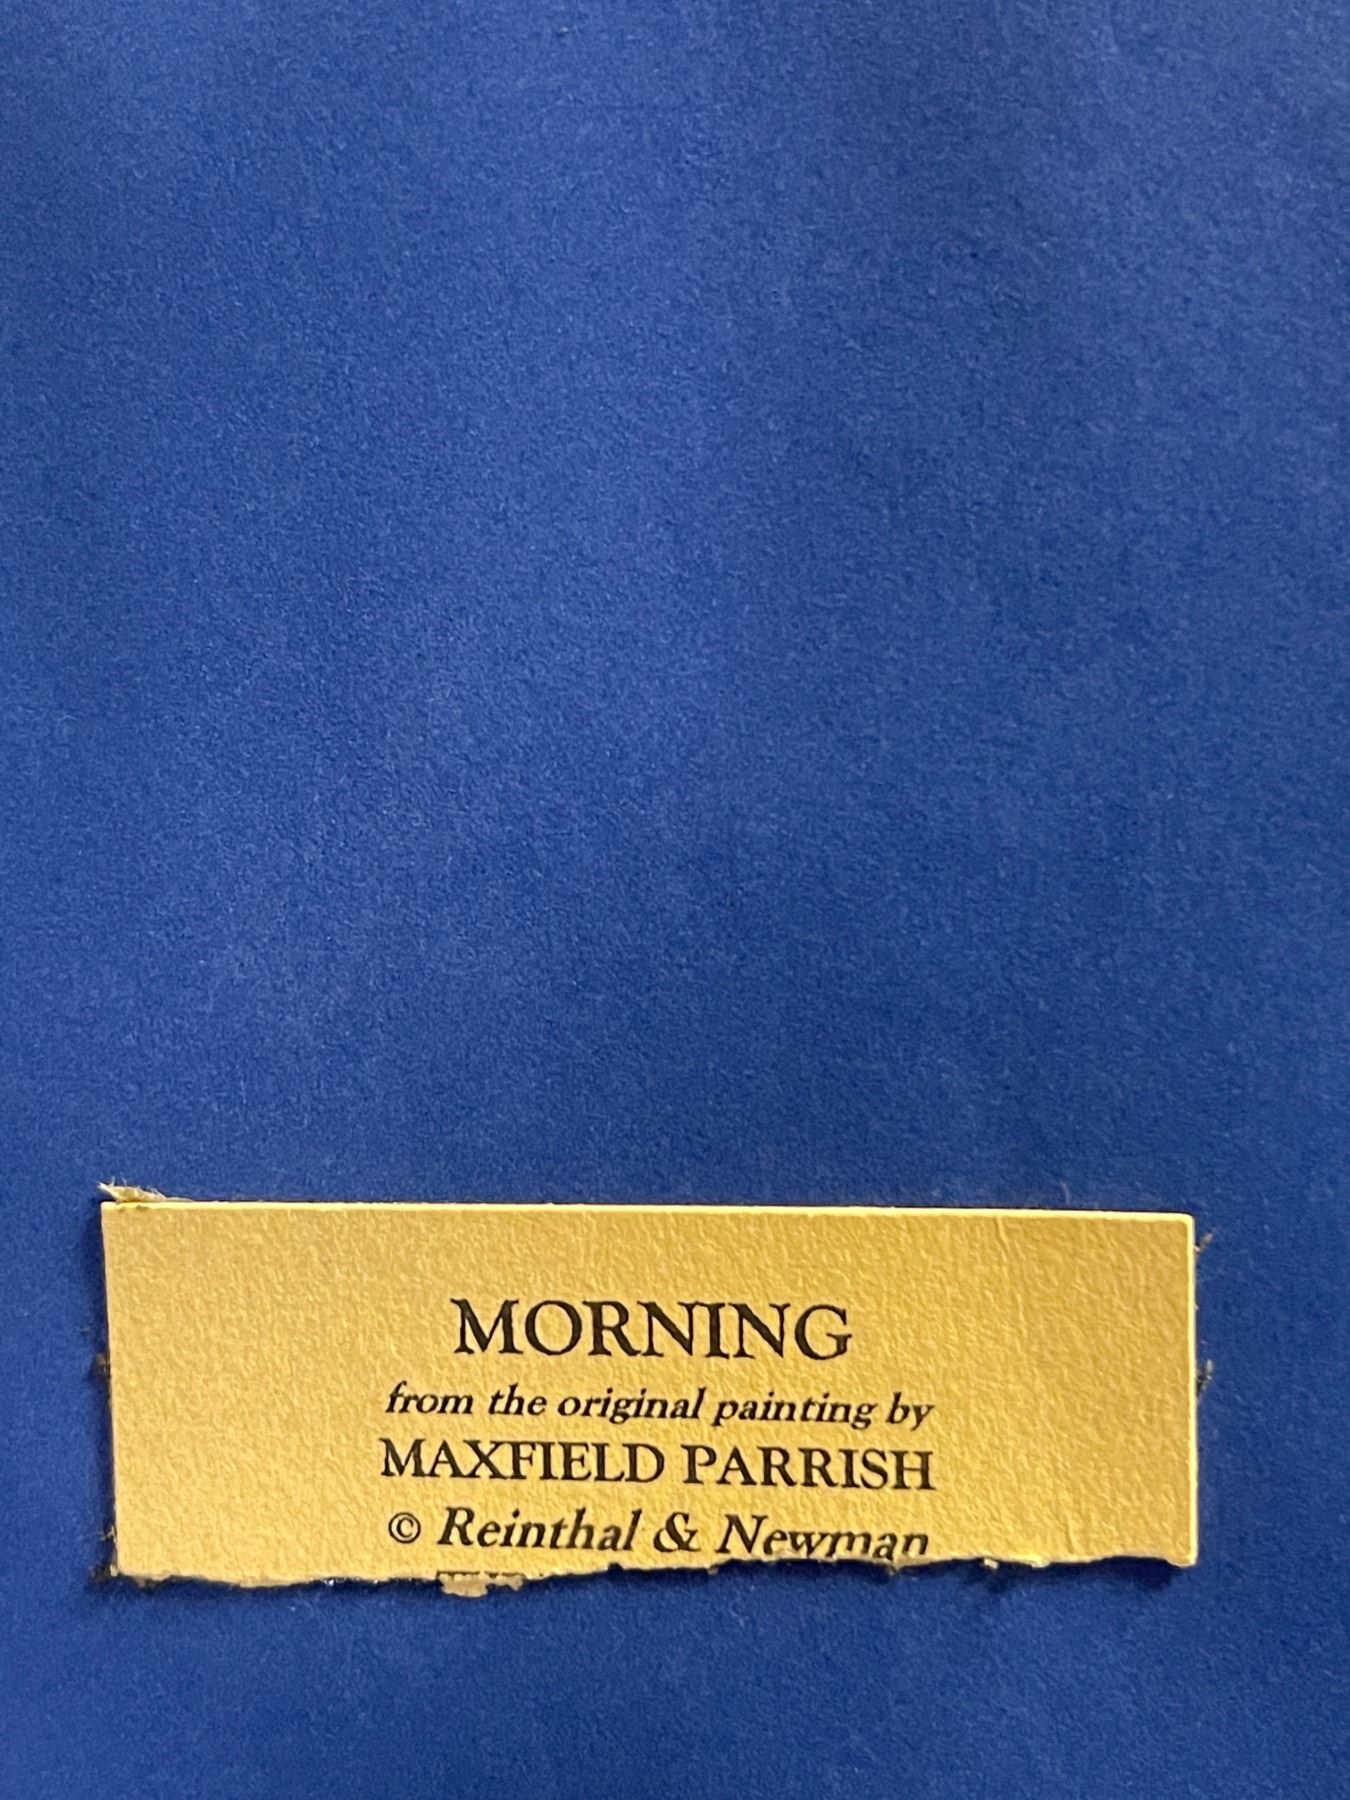 MORNING
from the original painting by
MAXFIELD PARRISH
© Reinthal & Newman